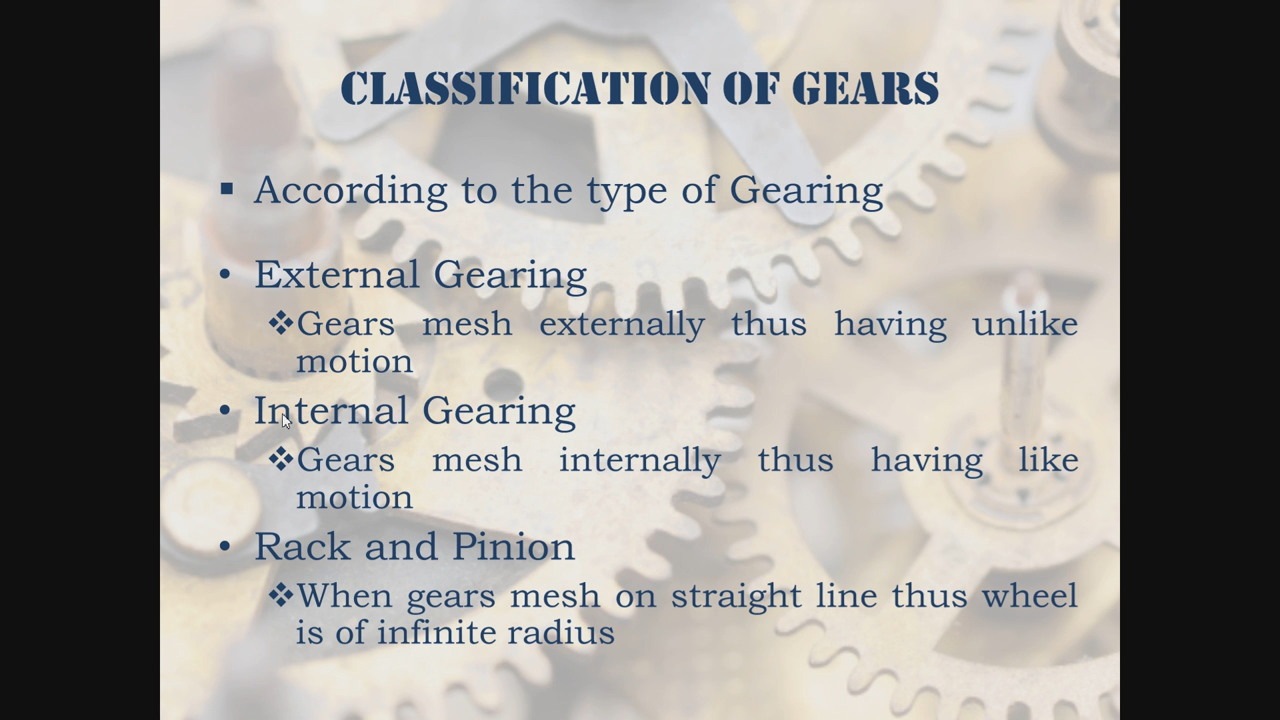 CLASSIFICATION OF GEARS
▪ According to the type of Gearing
• External Gearing
❖Gears mesh externally thus having unlike
motion
• Internal Gearing
❖Gears mesh internally thus having like
motion
• Rack and Pinion
❖When gears mesh on straight line thus wheel
is of infinite radius